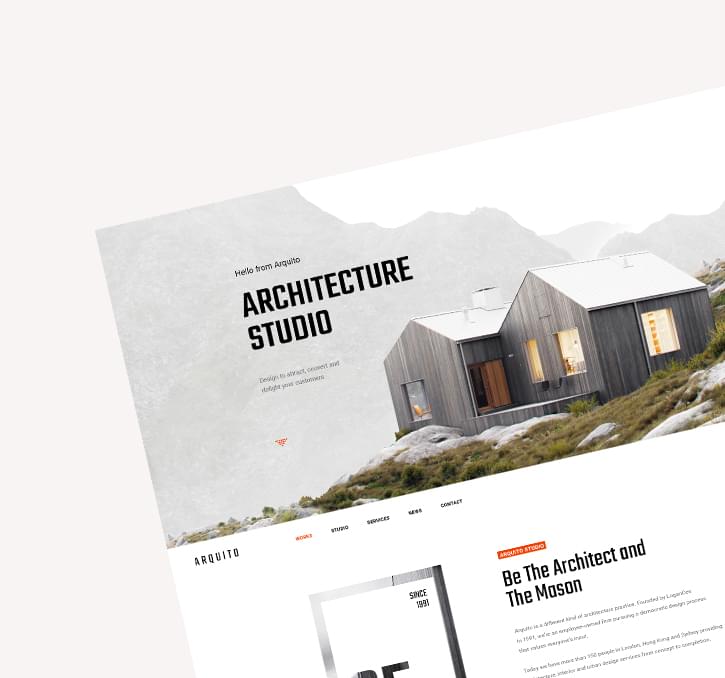 Hello from Arquito
ARCHITECTURE
STUDIO
Design to attract, convert and
delight your customers
ARQUITO
WORKS
STUDIO
SERVICES
NEWS
CONTACT
SINCE
1991
ARQUITO STUDIO
Be The Architect and
The Mason
Arquito is a different kind of architecture practice. Founded by
In 1991, we're an employee-owned firm pursuing a democratic design process
that values everyone's input.
Today we have more than 150 people in London, Hong Kong and Sydney providing
interior and urban design services from concept to completion.